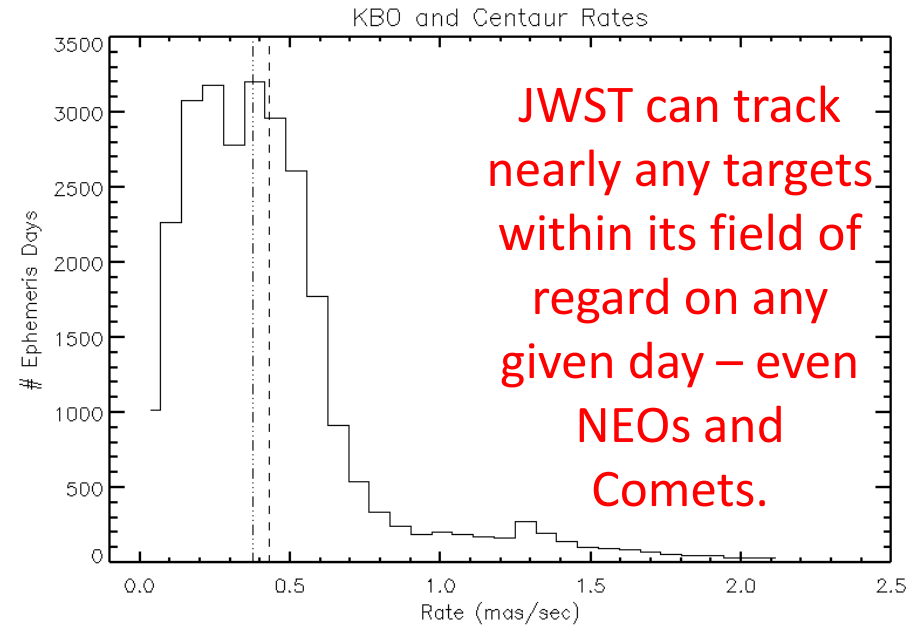 KBO and Centaur Rates
3500
3000
2500
2000
1500
1000
500
0
# Ephemeris Days
JWST can track
nearly any targets
within its field of
regard on any
given day – even
NEOs and
Comets.
0.0 0.5 1.0 1.5 2.0 2.5
Rate (mas/sec)